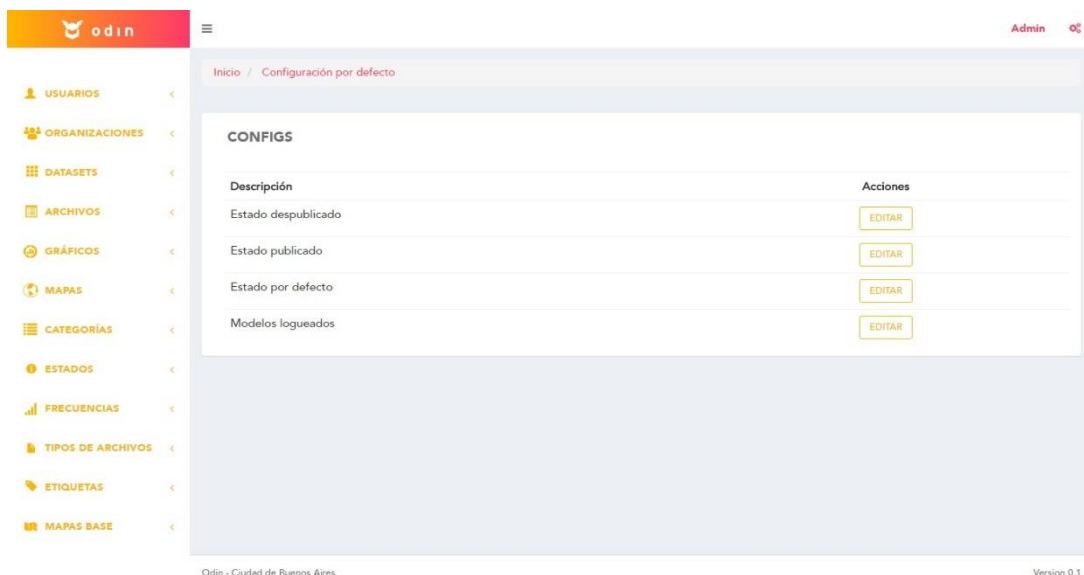 odin
Admin
Inicio / Configuración por defecto
USUARIOS
ORGANIZACIONES
DATASETS
ARCHIVOS
GRÁFICOS
MAPAS
CATEGORÍAS
ESTADOS
FRECUENCIAS
TIPOS DE ARCHIVOS
ETIQUETAS
MAPAS BASE
CONFIGS
Descripción Acciones
Estado despublicado EDITAR
Estado publicado EDITAR
Estado por defecto EDITAR
Modelos logueados EDITAR
Odin - Ciudad de Buenos Aires Version 0.1